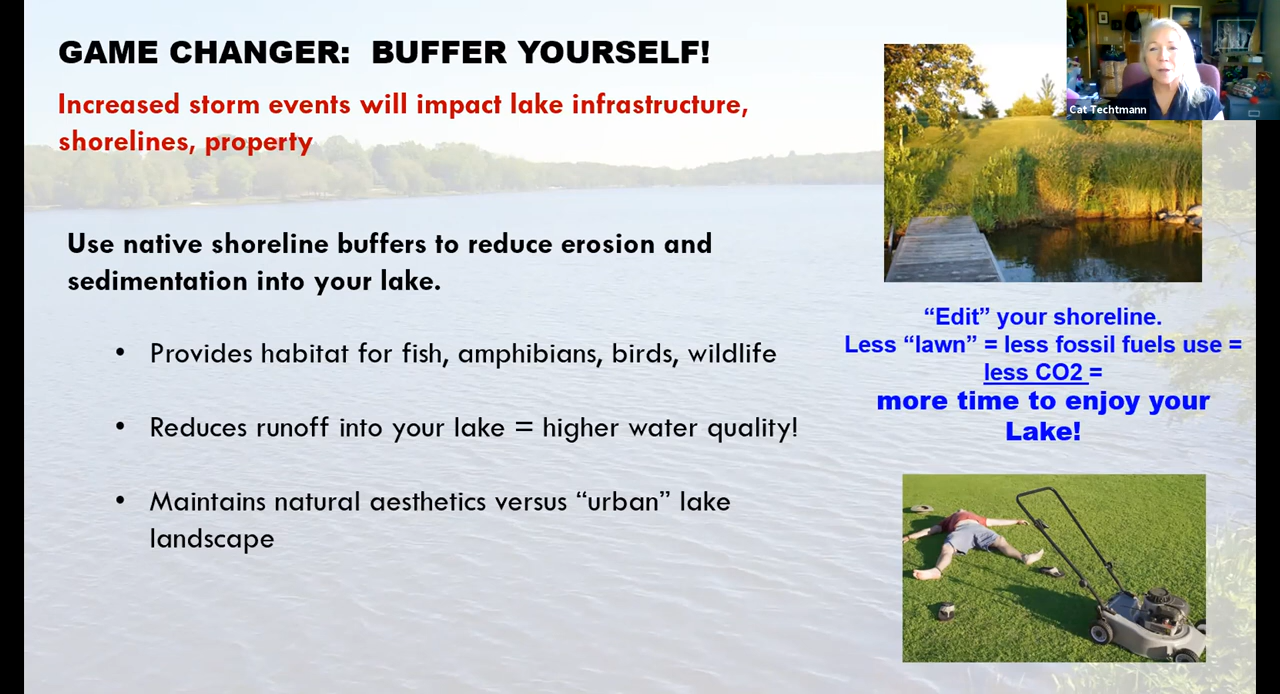 GAME CHANGER: BUFFER YOURSELF!
Increased storm events will impact lake infrastructure,
shorelines, property
Use native shoreline buffers to reduce erosion and
sedimentation into your lake.
• Provides habitat for fish, amphibians, birds, wildlife
• Reduces runoff into your lake = higher water quality!
• Maintains natural aesthetics versus “urban” lake
landscape
Cat Techtmann
“Edit” your shoreline.
Less “lawn” = less fossil fuels use =
less CO2 =
more time to enjoy your
Lake!